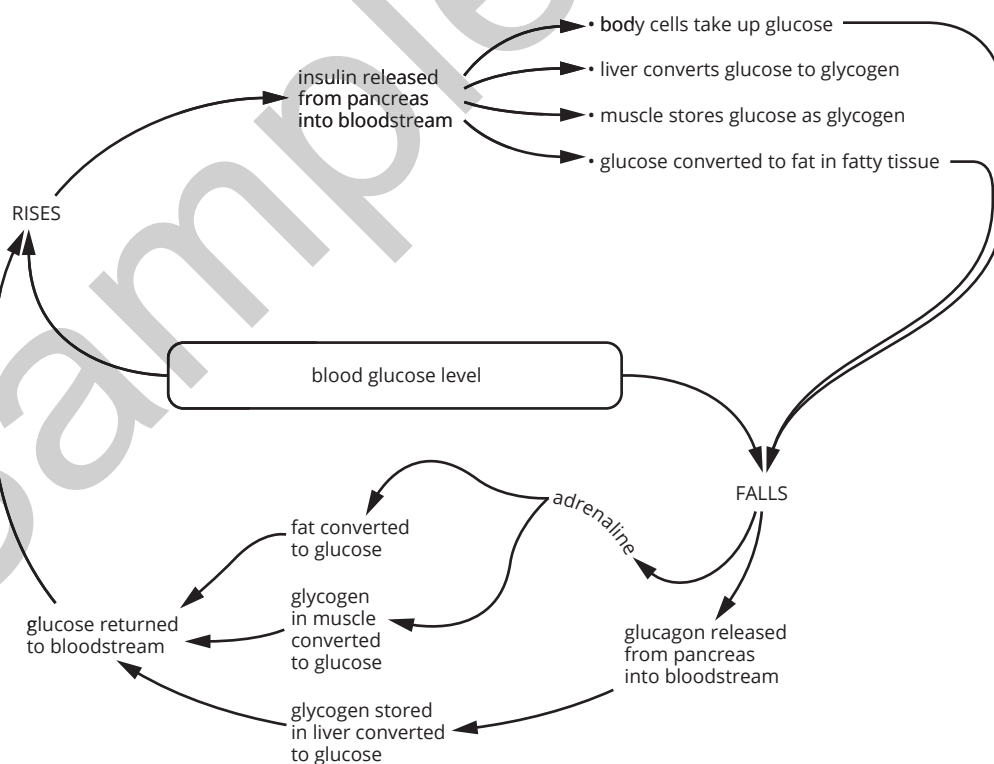 • body cells take up glucose
insulin released
from pancreas
into bloodstream
• liver converts glucose to glycogen
• muscle stores glucose as glycogen
• glucose converted to fat in fatty tissue
RISES
blood glucose level
FALLS
adrenaline
fat converted
to glucose
glycogen
in muscle
converted
to glucose
glucose returned
to bloodstream
glucagon released
from pancreas
into bloodstream
glycogen stored
in liver converted
to glucose
Sample